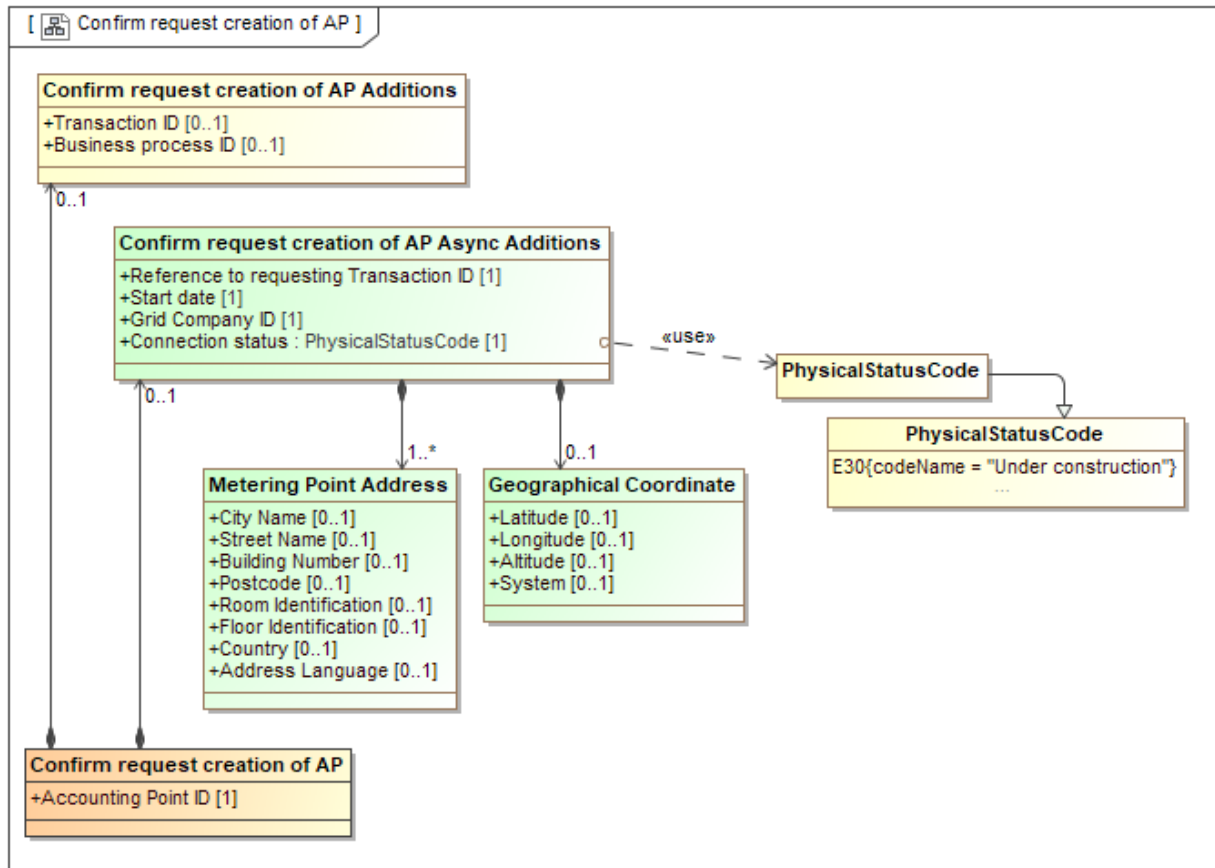 [ Confirm request creation of AP ]
Confirm request creation of AP Additions
+Transaction ID [0..1]
+Business process ID [0..1]
0..1
Confirm request creation of AP Async Additions
+Reference to requesting Transaction ID [1]
+Start date [1]
+Grid Company ID [1]
+Connection status : PhysicalStatusCode [1]
«use»
PhysicalStatusCode
PhysicalStatusCode
E30{codeName = "Under construction"}
...
0..1
1..*
0..1
Metering Point Address
+City Name [0..1]
+Street Name [0..1]
+Building Number [0..1]
+Postcode [0..1]
+Room Identification [0..1]
+Floor Identification [0..1]
+Country [0..1]
+Address Language [0..1]
Geographical Coordinate
+Latitude [0..1]
+Longitude [0..1]
+Altitude [0..1]
+System [0..1]
Confirm request creation of AP
+Accounting Point ID [1]